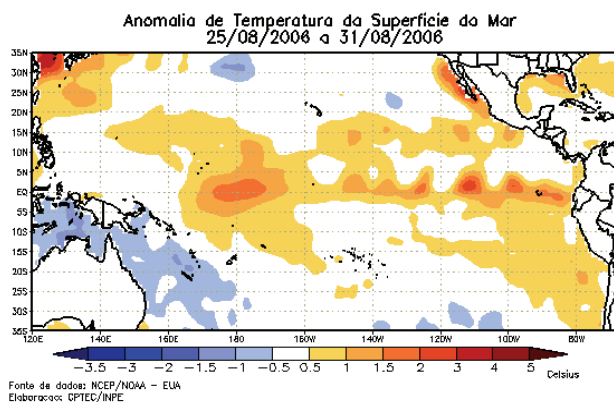 Anomalia de Temperatura da Superficie do Mar
25/08/2006 a 31/08/2006
35N
30N
25N
20N
15N
10N
5N
EQ
5S
10S
15S
20S
25S
30S
35S
120E 140E 160E 180 160W 140W 120W 100W 80W
-3.5 -3 -2.5 -2 -1.5 -1 -0.5 0.5 1 1.5 2 3 4 5
Celsius
Fonte de dados: NCEP/NOAA - EUA
Elaboracao: CPTEC/INPE